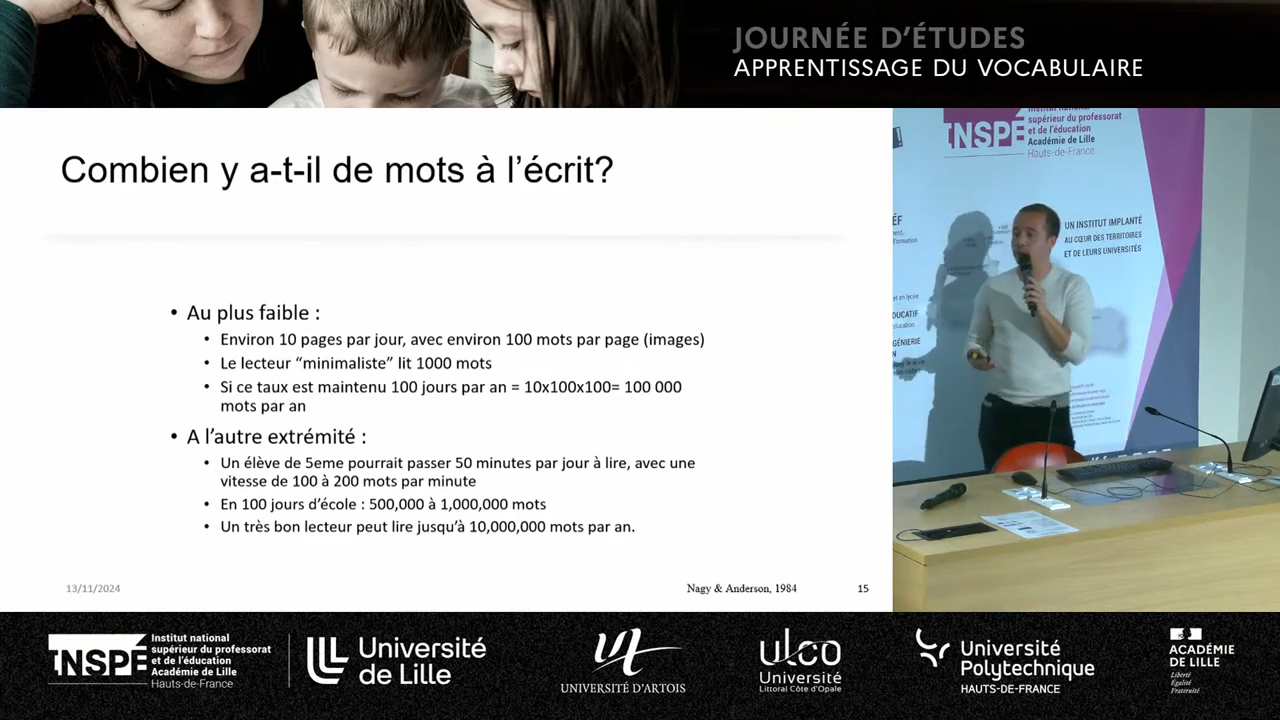 JOURNÉE D'ÉTUDES
APPRENTISSAGE DU VOCABULAIRE
Combien y a-t-il de mots à l'écrit?
• Au plus faible :
• Environ 10 pages par jour, avec environ 100 mots par page (images)
• Le lecteur "minimaliste" lit 1000 mots
• Si ce taux est maintenu 100 jours par an = 10x100x100= 100 000
mots par an
• A l'autre extrémité :
• Un élève de 5eme pourrait passer 50 minutes par jour à lire, avec une
vitesse de 100 à 200 mots par minute
• En 100 jours d'école : 500,000 à 1,000,000 mots
• Un très bon lecteur peut lire jusqu'à 10,000,000 mots par an.
13/11/2024
Nagy & Anderson, 1984
15
INSPÉ
Institut national
supérieur du professorat
et de l'éducation
Académie de Lille
Hauts-de-France
UN INSTITUT IMPLANTÉ
AU CŒUR DES TERRITOIRES
ET DE LEURS UNIVERSITÉS
INSPÉ
Institut national
supérieur du professorat
et de l'éducation
Académie de Lille
Hauts-de-France
Université
de Lille
UNIVERSITÉ D'ARTOIS
ulco
Université
Littoral Côte d'Opale
Université
Polytechnique
HAUTS-DE-FRANCE
ACADÉMIE
DE LILLE
Liberté
Égalité
Fraternité